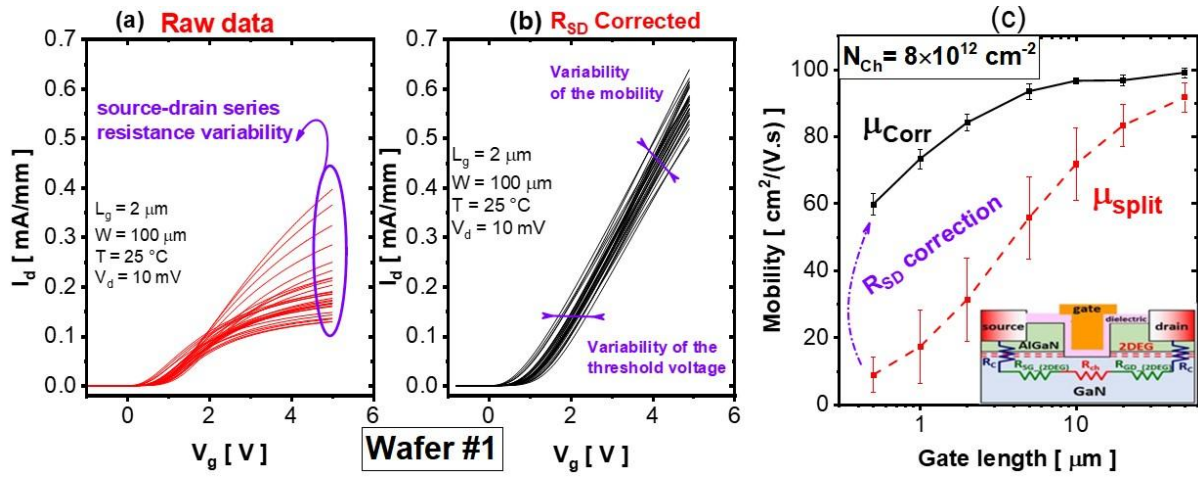 (a) Raw data
0.7
0.6
0.5
0.4
0.3
0.2
0.1
0.0
I_d [ mA/mm ]
source-drain series
resistance variability
L_g = 2 μm
W = 100 μm
T = 25 °C
V_d = 10 mV
0 2 4 6
V_g [ V ]
(b) R_SD Corrected
0.7
0.6
0.5
0.4
0.3
0.2
0.1
0.0
I_d [ mA/mm ]
Variability
of the mobility
L_g = 2 μm
W = 100 μm
T = 25 °C
V_d = 10 mV
Variability of the
threshold voltage
0 2 4 6
V_g [ V ]
Wafer #1
(c)
N_Ch= 8×10^12 cm^-2
100
80
60
40
20
0
Mobility [ cm²/(V.s) ]
μ_Corr
μ_split
R_SD correction
gate
source dielectric drain
AlGaN 2DEG
R_C R_SG_(2DEG) R_ch R_GD_(2DEG) R_C
GaN
1 10
Gate length [ μm ]